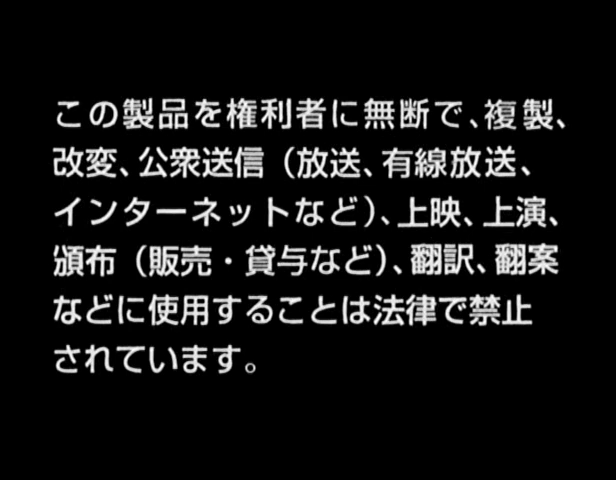 この製品を権利者に無断で、複製、
改変、公衆送信（放送、有線放送、
インターネットなど）、上映、上演、
頒布（販売・貸与など）、翻訳、翻案
などに使用することは法律で禁止
されています。